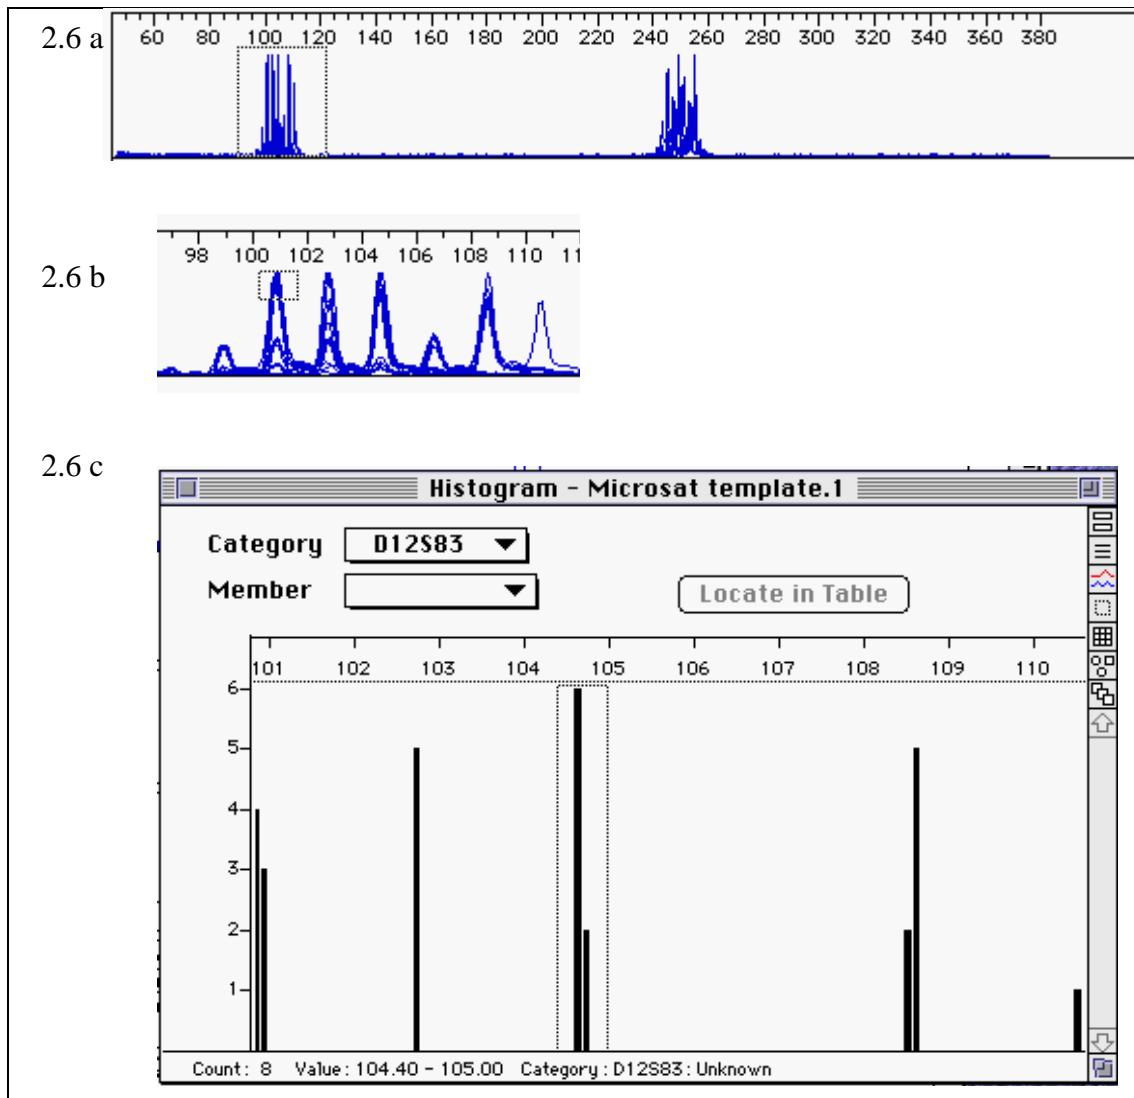 2.6 a
60 80 100 120 140 160 180 200 220 240 260 280 300 320 340 360 380
2.6 b
98 100 102 104 106 108 110 11
2.6 c
Histogram - Microsat template.1
Category D12S83
Member
Locate in Table
101 102 103 104 105 106 107 108 109 110
6
5
4
3
2
1
Count: 8 Value: 104.40 - 105.00 Category: D12S83: Unknown